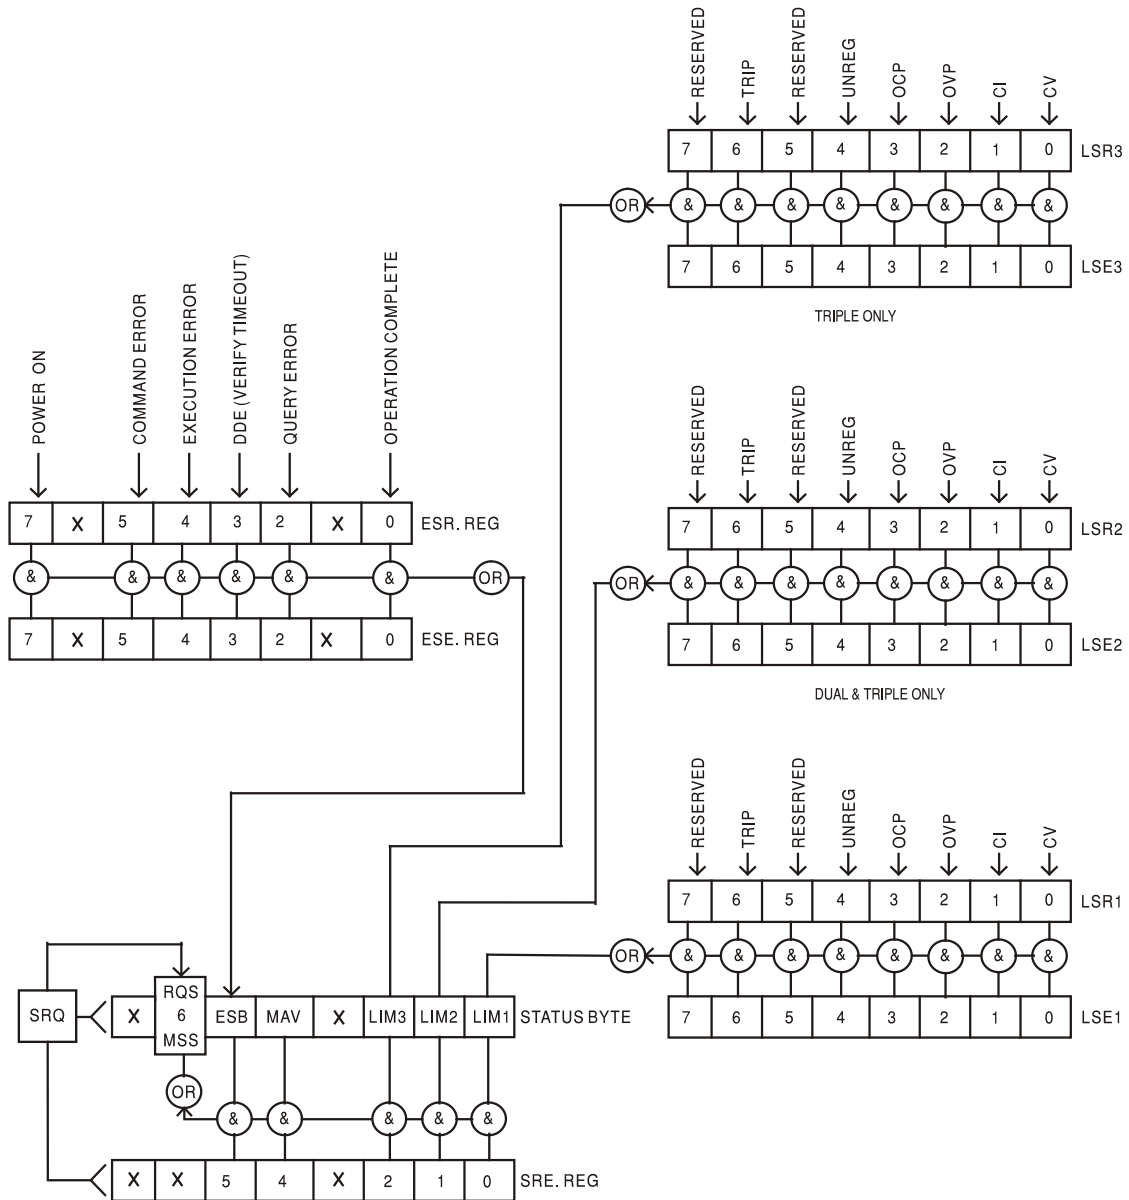 RESERVED TRIP RESERVED UNREG OCP OVP CI CV
7 6 5 4 3 2 1 0 LSR3
OR & & & & & & & &
7 6 5 4 3 2 1 0 LSE3
TRIPLE ONLY
POWER ON COMMAND ERROR EXECUTION ERROR DDE (VERIFY TIMEOUT) QUERY ERROR OPERATION COMPLETE
7 X 5 4 3 2 X 0 ESR. REG
& & & & & & OR
7 X 5 4 3 2 X 0 ESE. REG
RESERVED TRIP RESERVED UNREG OCP OVP CI CV
7 6 5 4 3 2 1 0 LSR2
OR & & & & & & & &
7 6 5 4 3 2 1 0 LSE2
DUAL & TRIPLE ONLY
RESERVED TRIP RESERVED UNREG OCP OVP CI CV
7 6 5 4 3 2 1 0 LSR1
OR & & & & & & & &
7 6 5 4 3 2 1 0 LSE1
SRQ
X
RQS
6
MSS
ESB MAV X LIM3 LIM2 LIM1 STATUS BYTE
OR
& & & & &
X X 5 4 X 2 1 0 SRE. REG